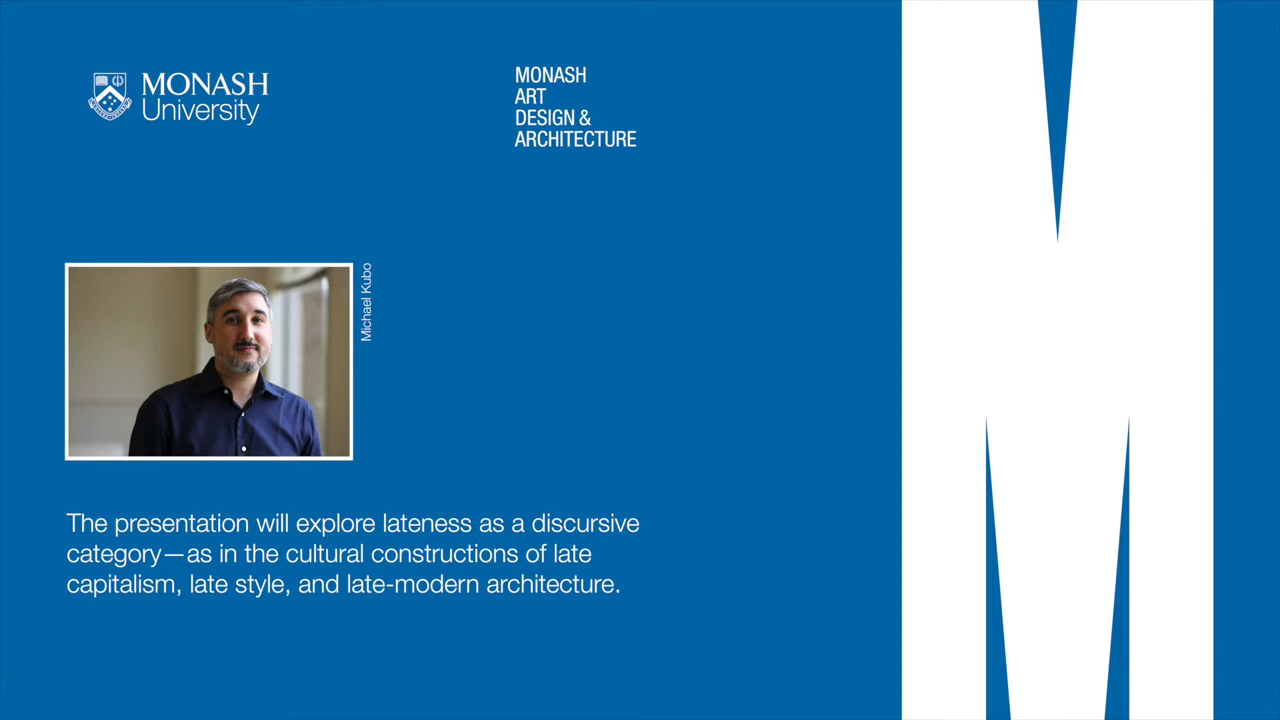 MONASH
University
MONASH
ART
DESIGN &
ARCHITECTURE
Michael Kubo
The presentation will explore lateness as a discursive
category—as in the cultural constructions of late
capitalism, late style, and late-modern architecture.
M